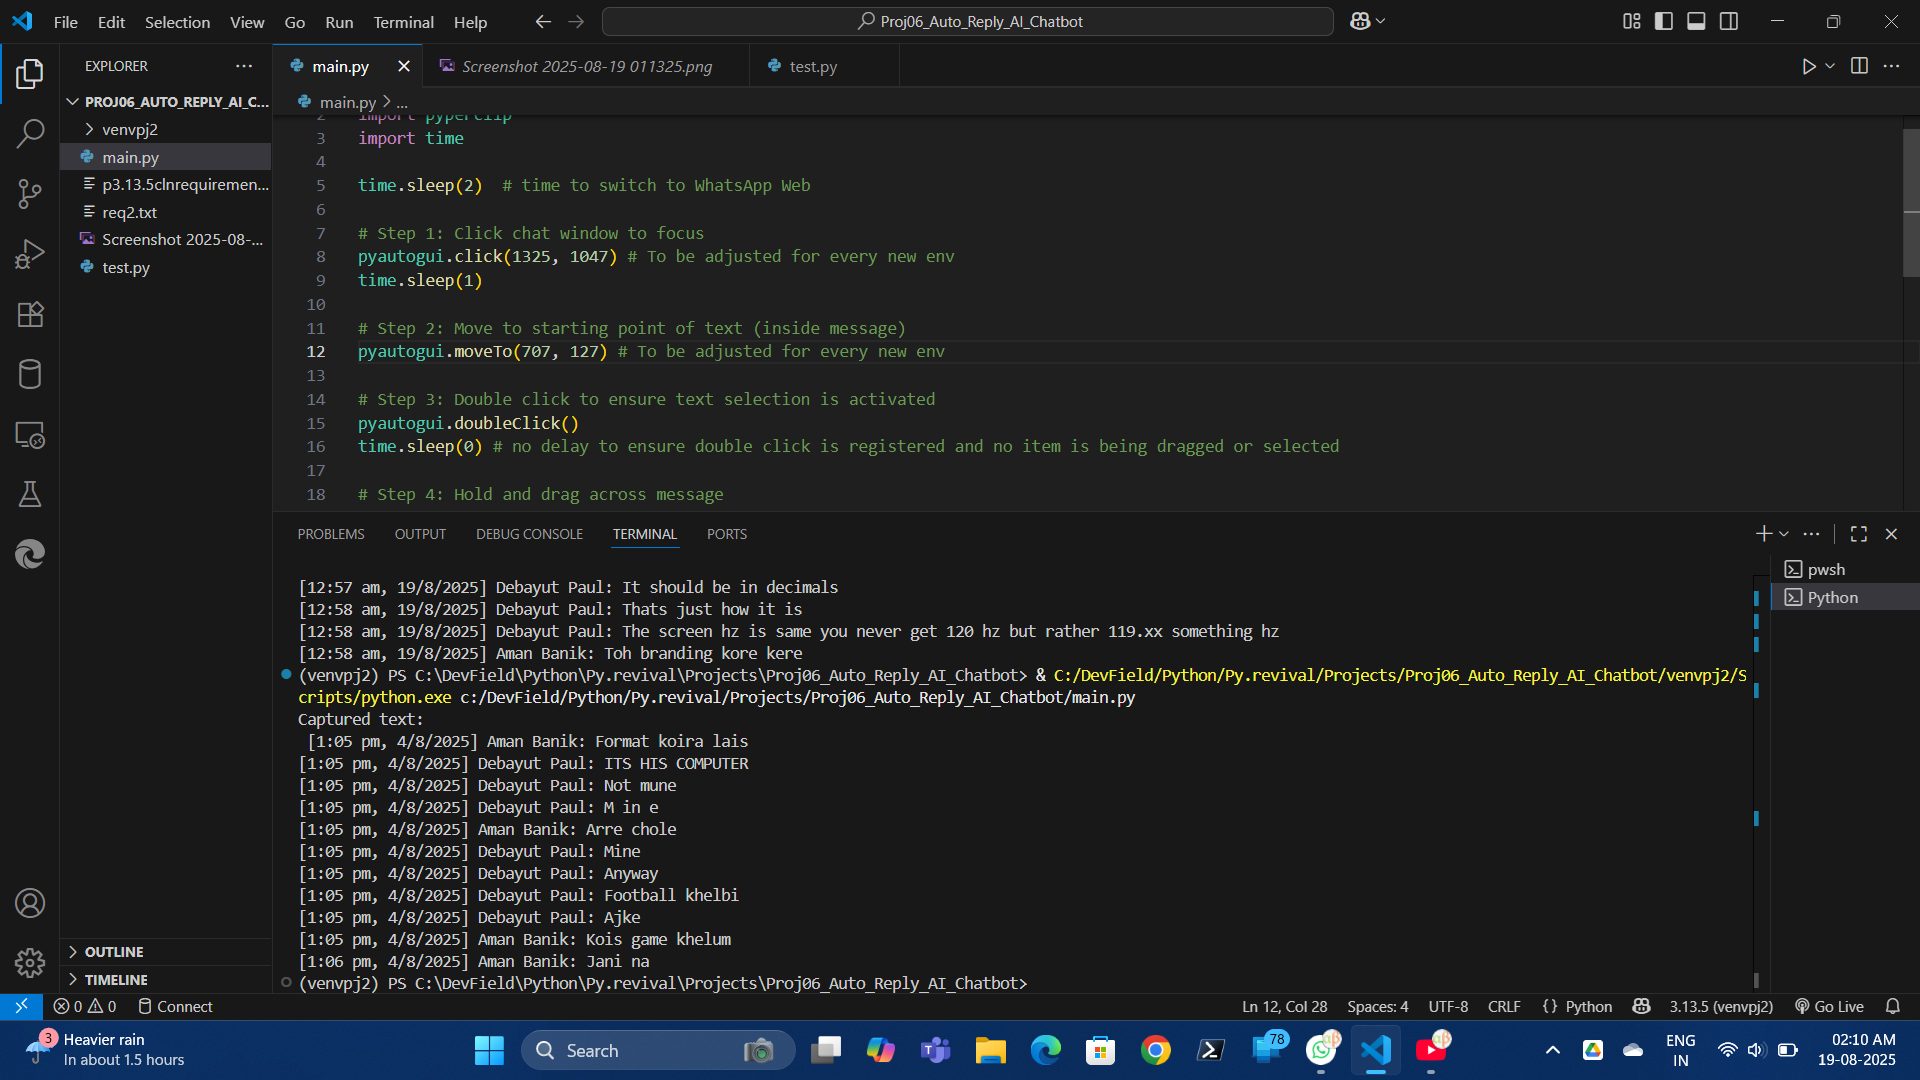 File Edit Selection View Go Run Terminal Help
Proj06_Auto_Reply_AI_Chatbot
EXPLORER
PROJ06_AUTO_REPLY_AI_C...
venvpj2
main.py
p3.13.5clnrequiremen...
req2.txt
Screenshot 2025-08-...
test.py
OUTLINE
TIMELINE
main.py
Screenshot 2025-08-19 011325.png
test.py
main.py > ...
2 import pyperclip
3 import time
4
5 time.sleep(2)  # time to switch to WhatsApp Web
6
7 # Step 1: Click chat window to focus
8 pyautogui.click(1325, 1047) # To be adjusted for every new env
9 time.sleep(1)
10
11 # Step 2: Move to starting point of text (inside message)
12 pyautogui.moveTo(707, 127) # To be adjusted for every new env
13
14 # Step 3: Double click to ensure text selection is activated
15 pyautogui.doubleClick()
16 time.sleep(0) # no delay to ensure double click is registered and no item is being dragged or selected
17
18 # Step 4: Hold and drag across message
PROBLEMS OUTPUT DEBUG CONSOLE TERMINAL PORTS
pwsh
Python
[12:57 am, 19/8/2025] Debayut Paul: It should be in decimals
[12:58 am, 19/8/2025] Debayut Paul: Thats just how it is
[12:58 am, 19/8/2025] Debayut Paul: The screen hz is same you never get 120 hz but rather 119.xx something hz
[12:58 am, 19/8/2025] Aman Banik: Toh branding kore kere
(venvpj2) PS C:\DevField\Python\Py.revival\Projects\Proj06_Auto_Reply_AI_Chatbot> & C:/DevField/Python/Py.revival/Projects/Proj06_Auto_Reply_AI_Chatbot/venvpj2/S
cripts/python.exe c:/DevField/Python/Py.revival/Projects/Proj06_Auto_Reply_AI_Chatbot/main.py
Captured text:
[1:05 pm, 4/8/2025] Aman Banik: Format koira lais
[1:05 pm, 4/8/2025] Debayut Paul: ITS HIS COMPUTER
[1:05 pm, 4/8/2025] Debayut Paul: Not mune
[1:05 pm, 4/8/2025] Debayut Paul: M in e
[1:05 pm, 4/8/2025] Aman Banik: Arre chole
[1:05 pm, 4/8/2025] Debayut Paul: Mine
[1:05 pm, 4/8/2025] Debayut Paul: Anyway
[1:05 pm, 4/8/2025] Debayut Paul: Football khelbi
[1:05 pm, 4/8/2025] Debayut Paul: Ajke
[1:05 pm, 4/8/2025] Aman Banik: Kois game khelum
[1:06 pm, 4/8/2025] Aman Banik: Jani na
(venvpj2) PS C:\DevField\Python\Py.revival\Projects\Proj06_Auto_Reply_AI_Chatbot>
0 0 Connect
Ln 12, Col 28 Spaces: 4 UTF-8 CRLF {} Python 3.13.5 (venvpj2) Go Live
3 Heavier rain
In about 1.5 hours
Search
78
ENG
IN
02:10 AM
19-08-2025